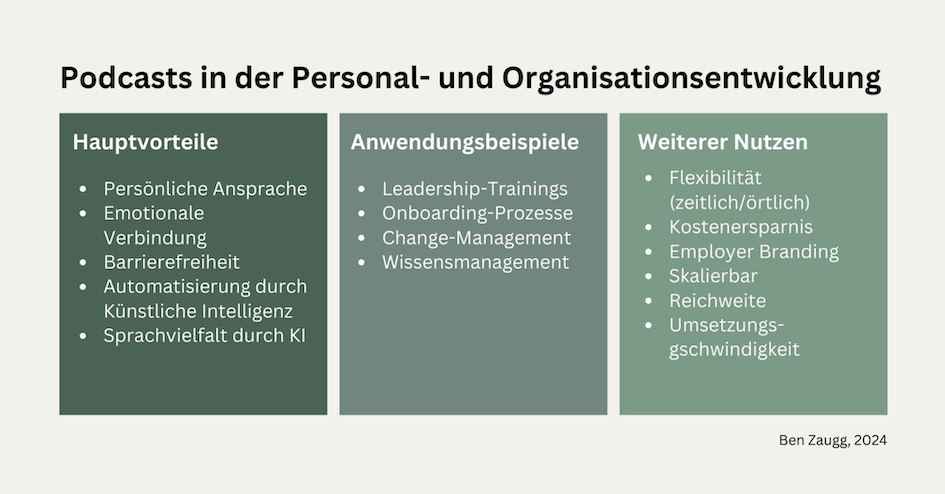 Podcasts in der Personal- und Organisationsentwicklung
Hauptvorteile
• Persönliche Ansprache
• Emotionale
Verbindung
• Barrierefreiheit
• Automatisierung durch
Künstliche Intelligenz
• Sprachvielfalt durch KI
Anwendungsbeispiele
• Leadership-Trainings
• Onboarding-Prozesse
• Change-Management
• Wissensmanagement
Weiterer Nutzen
• Flexibilität
(zeitlich/örtlich)
• Kostenersparnis
• Employer Branding
• Skalierbar
• Reichweite
• Umsetzungs-
gschwindigkeit
Ben Zaugg, 2024